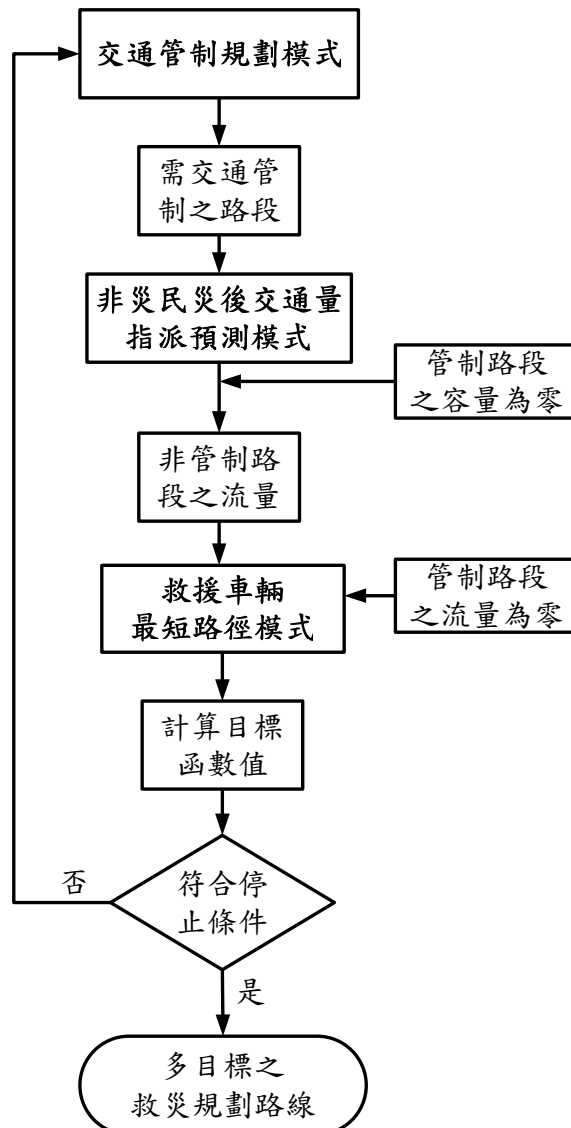 交通管制規劃模式
需交通管
制之路段
非災民災後交通量
指派預測模式
管制路段
之容量為零
非管制路
段之流量
救援車輛
最短路徑模式
管制路段
之流量為零
計算目標
函數值
否
符合停
止條件
是
多目標之
救災規劃路線